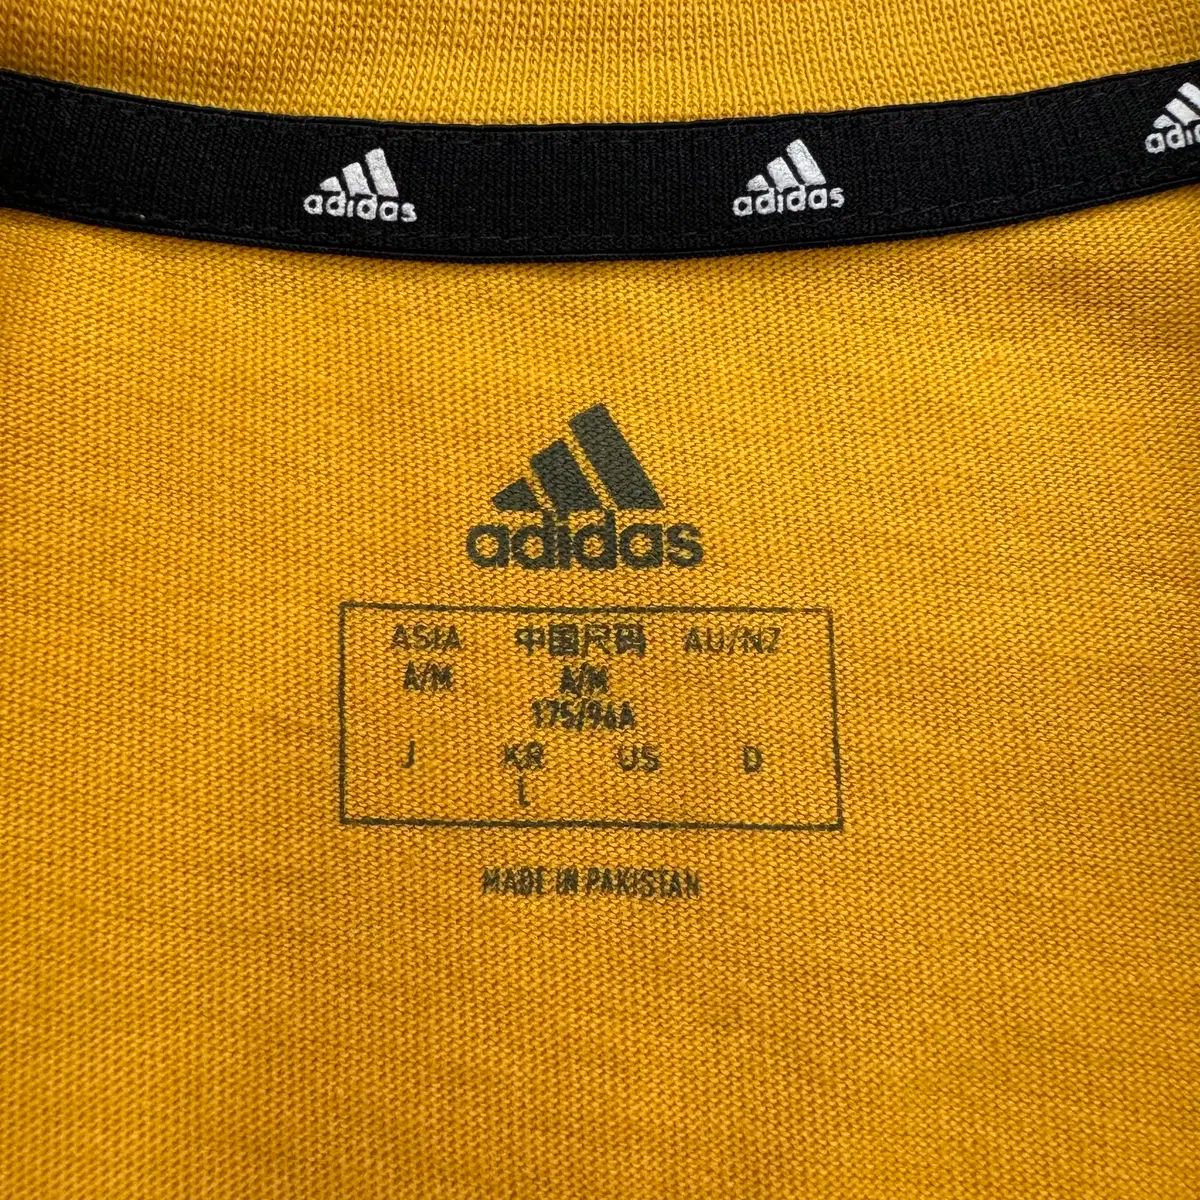 adidas adidas adidas
adidas
ASIA 中国尺码 AU/NZ
A/M A/M
175/96A
J KR US D
L
MADE IN PAKISTAN